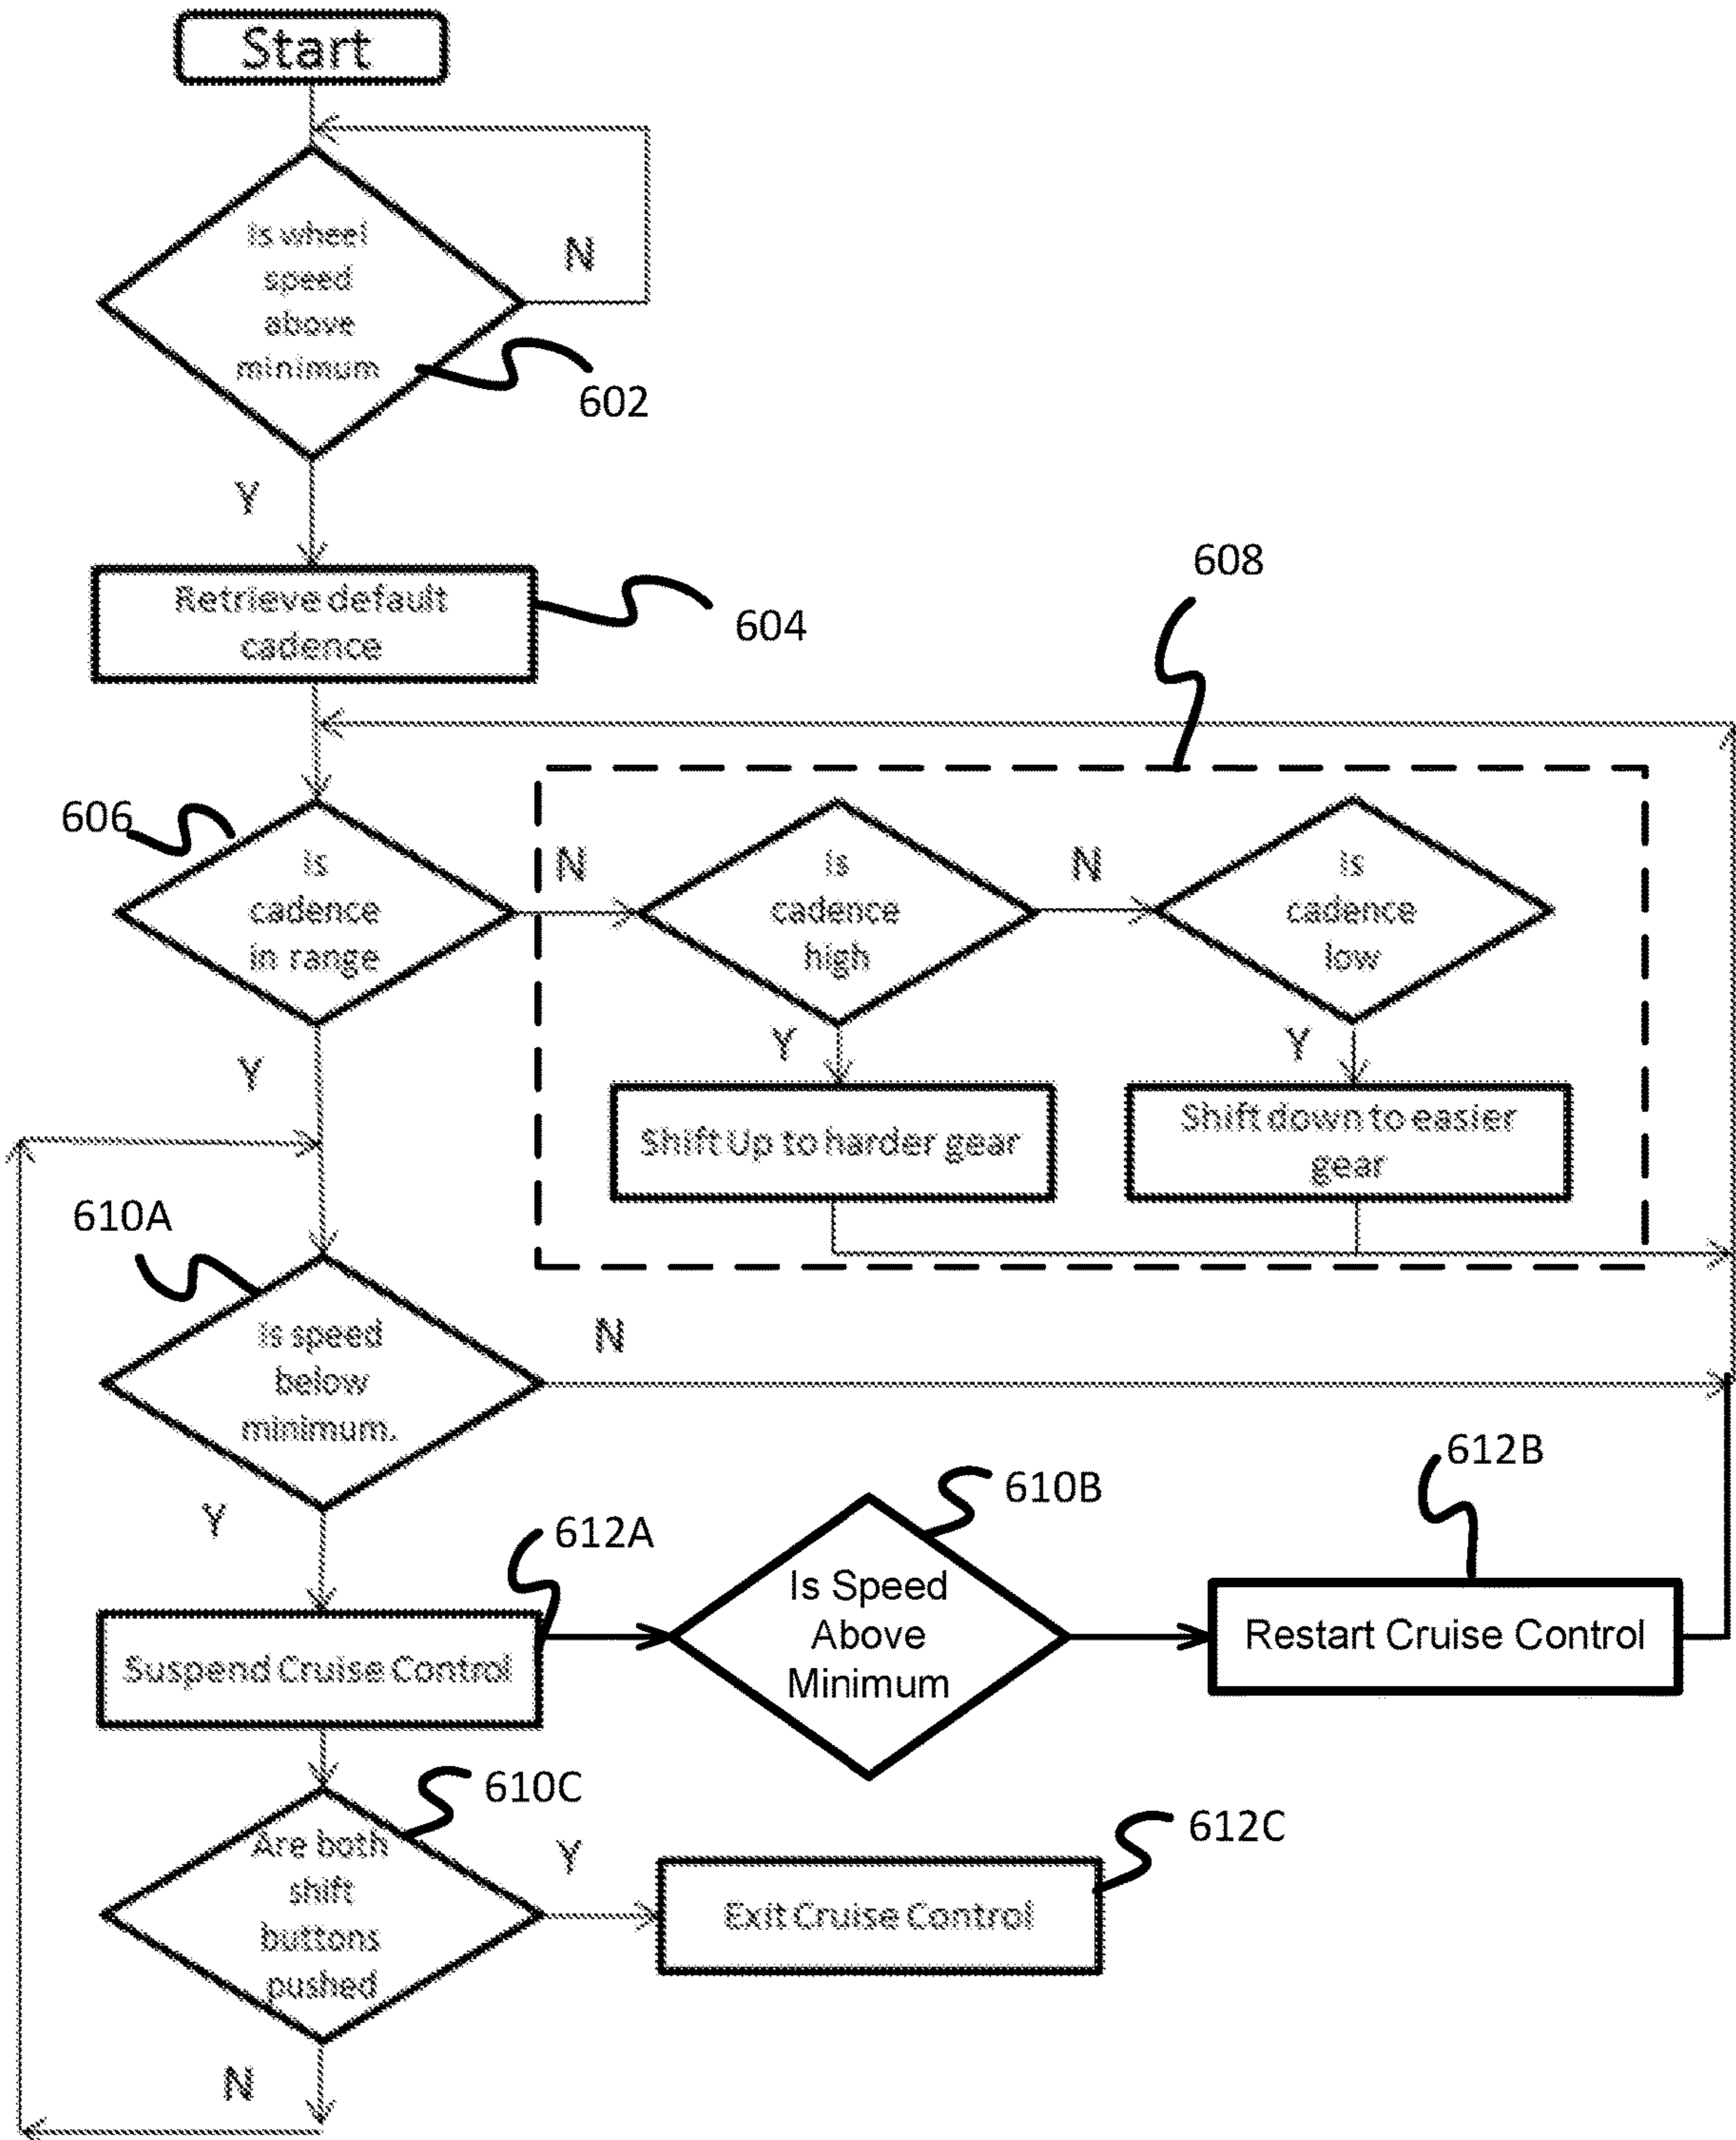 Start
Is wheel
speed
above
minimum
N
602
Y
Retrieve default
cadence
604
608
606
is
cadence
in range
N
is
cadence
high
N
is
cadence
low
Y
Y
Y
Shift Up to harder gear
Shift down to easier
gear
610A
Is speed
below
minimum.
N
Y
612A
610B
612B
Suspend Cruise Control
Is Speed
Above
Minimum
Restart Cruise Control
610C
Are both
shift
buttons
pushed
Y
612C
Exit Cruise Control
N